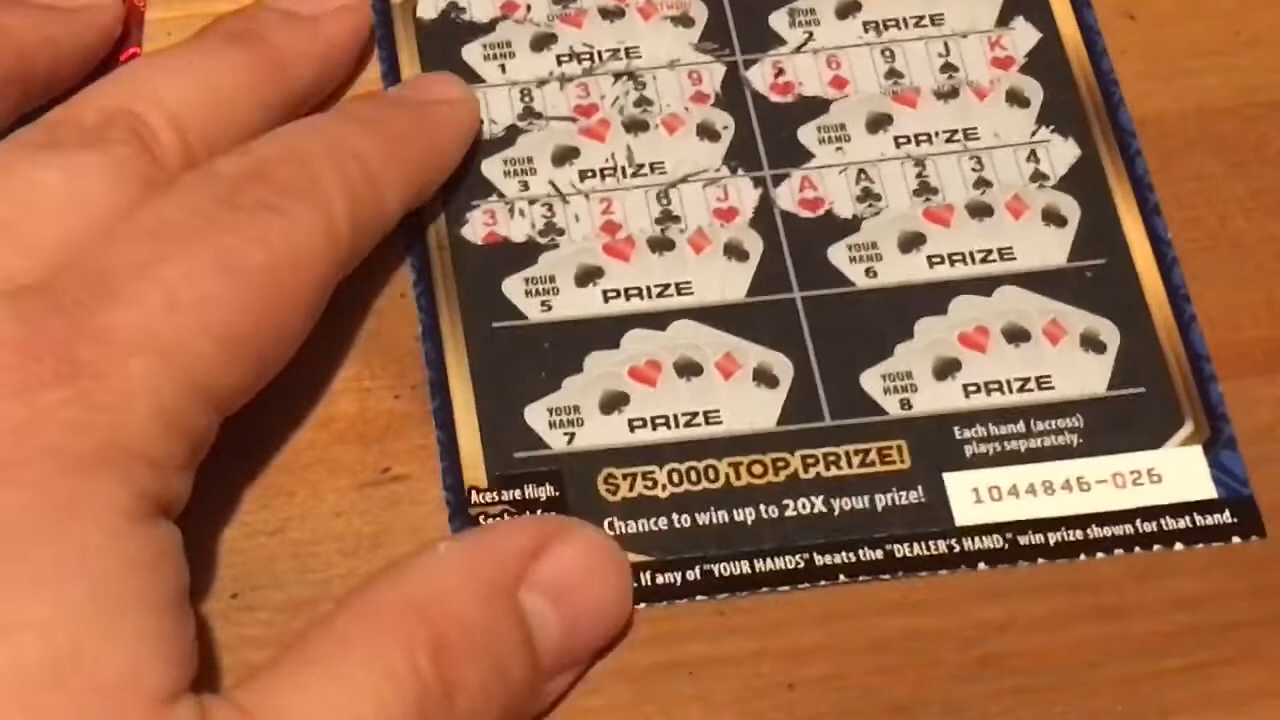 YOUR HAND 1
PRIZE
YOUR HAND 2
PRIZE
8 3 5 9
5 6 9 J K
YOUR HAND 3
PRIZE
YOUR HAND
PRIZE
3 3 2 6 J
A A 2 3 4
YOUR HAND 5
PRIZE
YOUR HAND 6
PRIZE
YOUR HAND 7
PRIZE
YOUR HAND 8
PRIZE
Each hand (across)
plays separately.
$75,000 TOP PRIZE!
Aces are High.
Chance to win up to 20X your prize!
1044846-026
. If any of "YOUR HANDS" beats the "DEALER'S HAND," win prize shown for that hand.